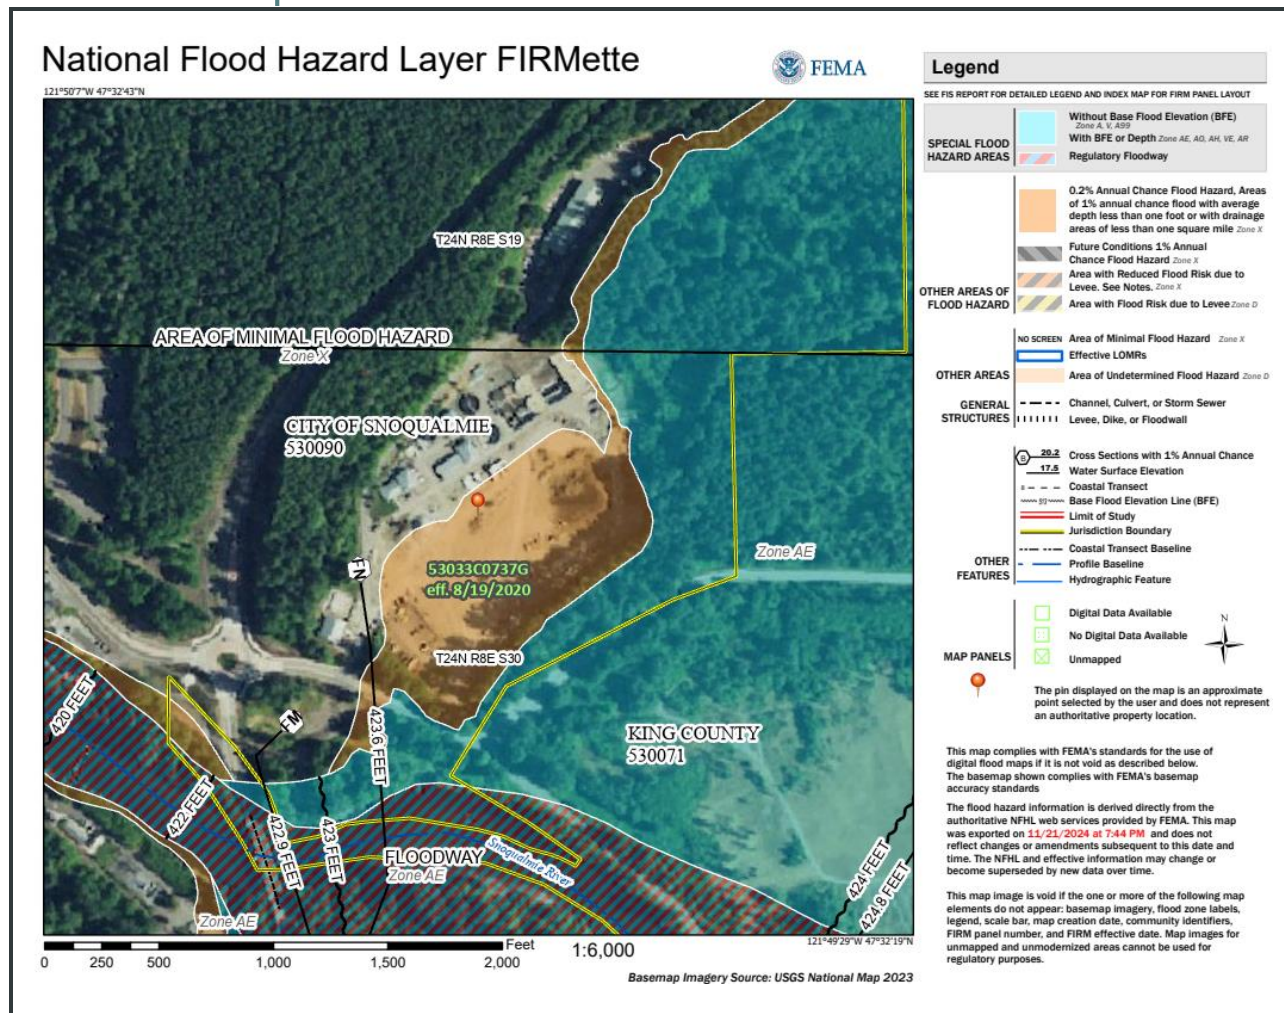 National Flood Hazard Layer FIRMette
FEMA
121°50'7"W 47°32'43"N
T24N R8E S19
AREA OF MINIMAL FLOOD HAZARD
Zone X
CITY OF SNOQUALMIE
530090
FN
53033C0737G
eff. 8/19/2020
Zone AE
T24N R8E S30
420 FEET
FM
423.6 FEET
KING COUNTY
530071
422 FEET
422.9 FEET
423 FEET
FLOODWAY
Zone AE
Snoqualmie River
424 FEET
424.8 FEET
Zone AE
121°49'29"W 47°32'19"N
Feet
1:6,000
0 250 500 1,000 1,500 2,000
Basemap Imagery Source: USGS National Map 2023
Legend
SEE FIS REPORT FOR DETAILED LEGEND AND INDEX MAP FOR FIRM PANEL LAYOUT
SPECIAL FLOOD
HAZARD AREAS
Without Base Flood Elevation (BFE)
Zone A, V, A99
With BFE or Depth Zone AE, AO, AH, VE, AR
Regulatory Floodway
0.2% Annual Chance Flood Hazard, Areas
of 1% annual chance flood with average
depth less than one foot or with drainage
areas of less than one square mile Zone X
Future Conditions 1% Annual
Chance Flood Hazard Zone X
Area with Reduced Flood Risk due to
Levee. See Notes. Zone X
Area with Flood Risk due to Levee Zone D
OTHER AREAS OF
FLOOD HAZARD
NO SCREEN Area of Minimal Flood Hazard Zone X
Effective LOMRs
OTHER AREAS
Area of Undetermined Flood Hazard Zone D
GENERAL
STRUCTURES
Channel, Culvert, or Storm Sewer
Levee, Dike, or Floodwall
B 20.2 Cross Sections with 1% Annual Chance
17.5 Water Surface Elevation
8 Coastal Transect
513 Base Flood Elevation Line (BFE)
Limit of Study
Jurisdiction Boundary
Coastal Transect Baseline
OTHER
FEATURES
Profile Baseline
Hydrographic Feature
Digital Data Available
No Digital Data Available
Unmapped
MAP PANELS
N
The pin displayed on the map is an approximate
point selected by the user and does not represent
an authoritative property location.
This map complies with FEMA's standards for the use of
digital flood maps if it is not void as described below.
The basemap shown complies with FEMA's basemap
accuracy standards
The flood hazard information is derived directly from the
authoritative NFHL web services provided by FEMA. This map
was exported on 11/21/2024 at 7:44 PM and does not
reflect changes or amendments subsequent to this date and
time. The NFHL and effective information may change or
become superseded by new data over time.
This map image is void if the one or more of the following map
elements do not appear: basemap imagery, flood zone labels,
legend, scale bar, map creation date, community identifiers,
FIRM panel number, and FIRM effective date. Map images for
unmapped and unmodernized areas cannot be used for
regulatory purposes.